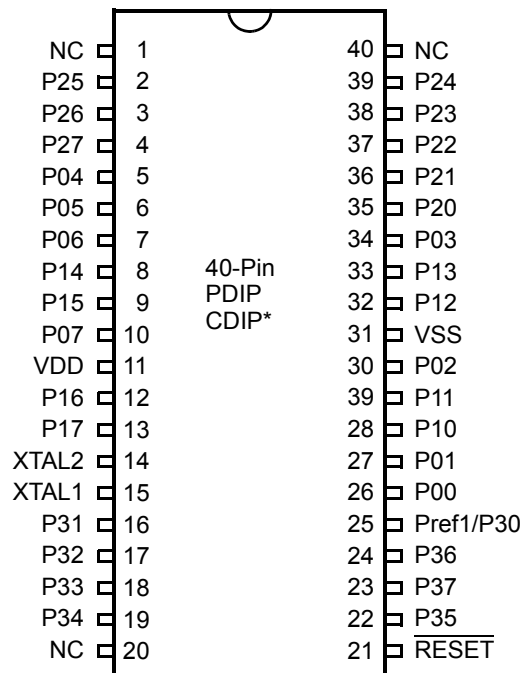 NC 1 40 NC
P25 2 39 P24
P26 3 38 P23
P27 4 37 P22
P04 5 36 P21
P05 6 35 P20
P06 7 34 P03
P14 8 40-Pin 33 P13
P15 9 PDIP 32 P12
P07 10 CDIP* 31 VSS
VDD 11 30 P02
P16 12 39 P11
P17 13 28 P10
XTAL2 14 27 P01
XTAL1 15 26 P00
P31 16 25 Pref1/P30
P32 17 24 P36
P33 18 23 P37
P34 19 22 P35
NC 20 21 RESET